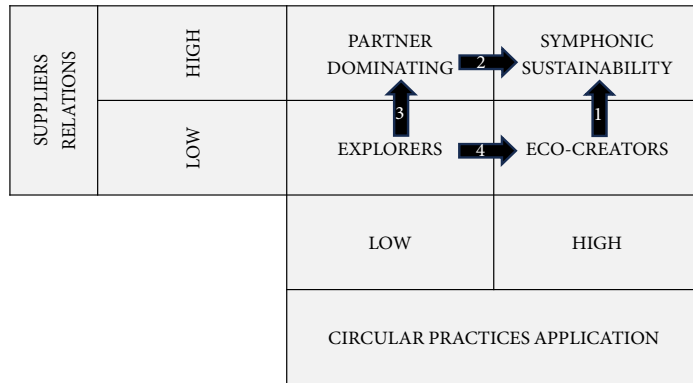 SUPPLIERS
RELATIONS
HIGH
PARTNER
DOMINATING
2
SYMPHONIC
SUSTAINABILITY
3
1
LOW
EXPLORERS
4
ECO-CREATORS
LOW
HIGH
CIRCULAR PRACTICES APPLICATION